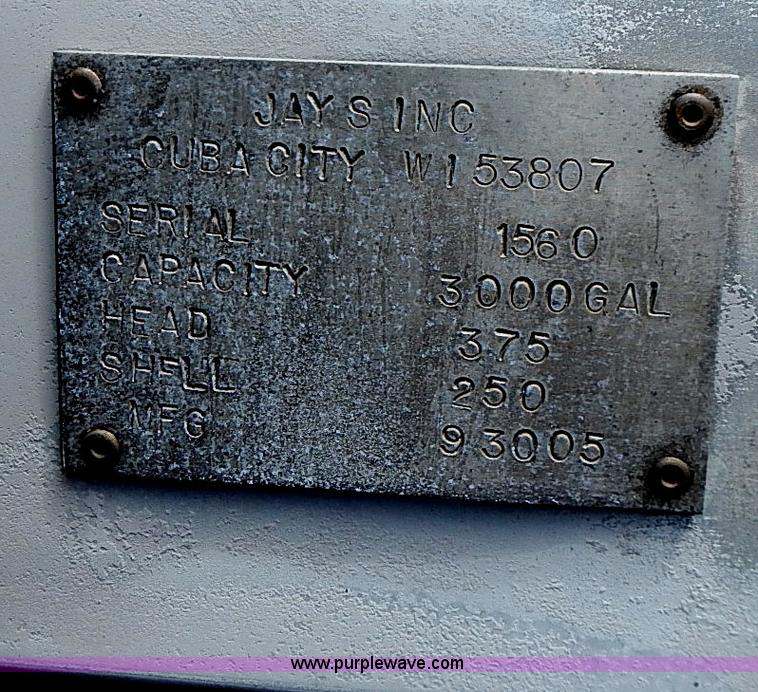 JAYS INC
CUBA CITY WI 53807
SERIAL 1560
CAPACITY 3000GAL
HEAD 375
SHELL 250
MFG 93005
www.purplewave.com